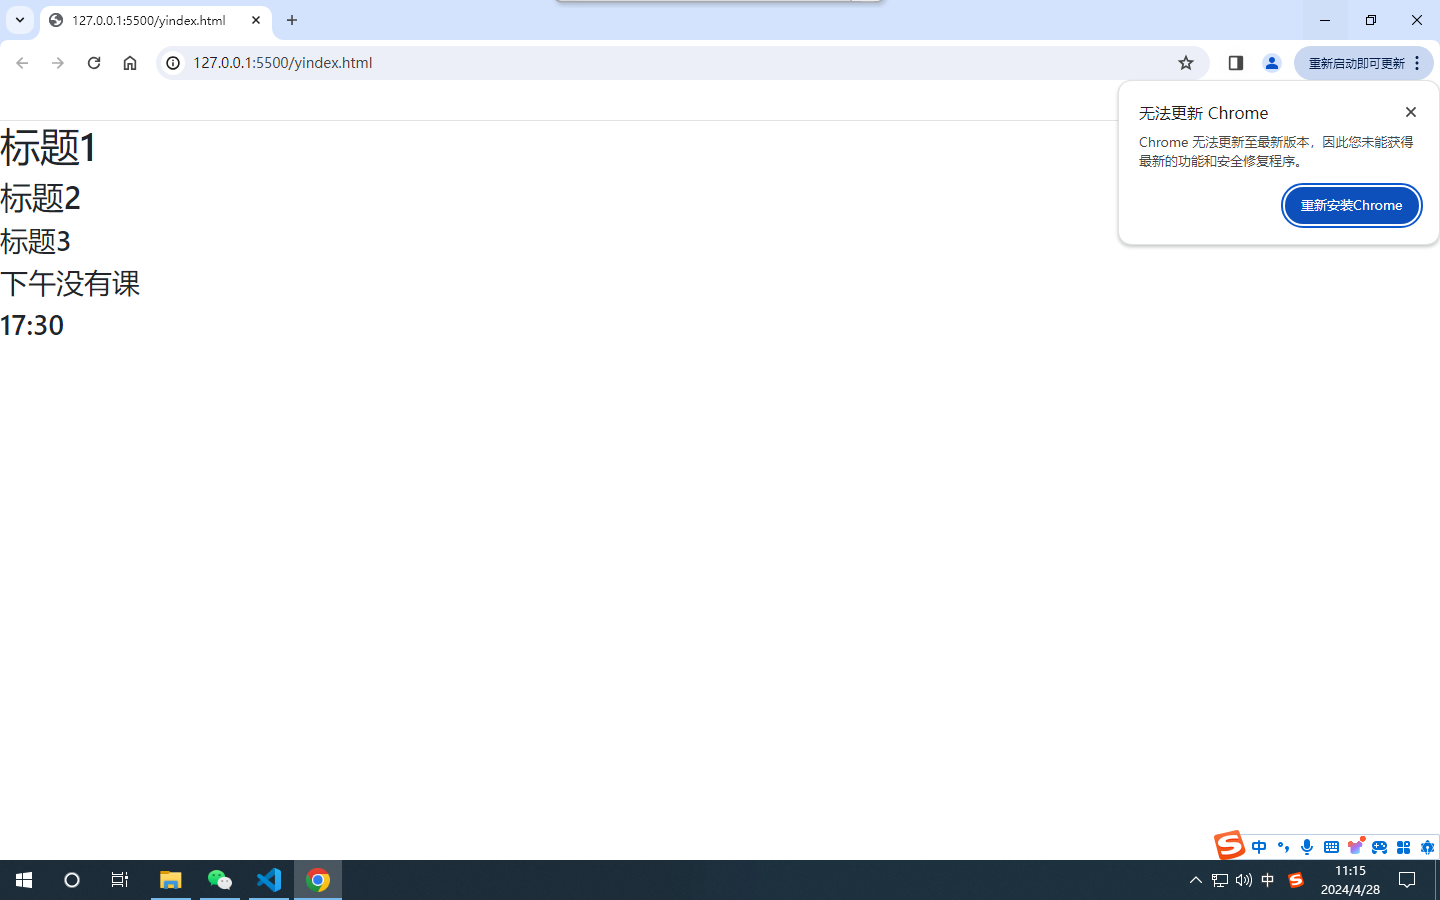 127.0.0.1:5500/yindex.html
127.0.0.1:5500/yindex.html
重新启动即可更新
无法更新 Chrome
Chrome 无法更新至最新版本，因此您未能获得
最新的功能和安全修复程序。
重新安装Chrome
标题1
标题2
标题3
下午没有课
17:30
中
中
11:15
2024/4/28